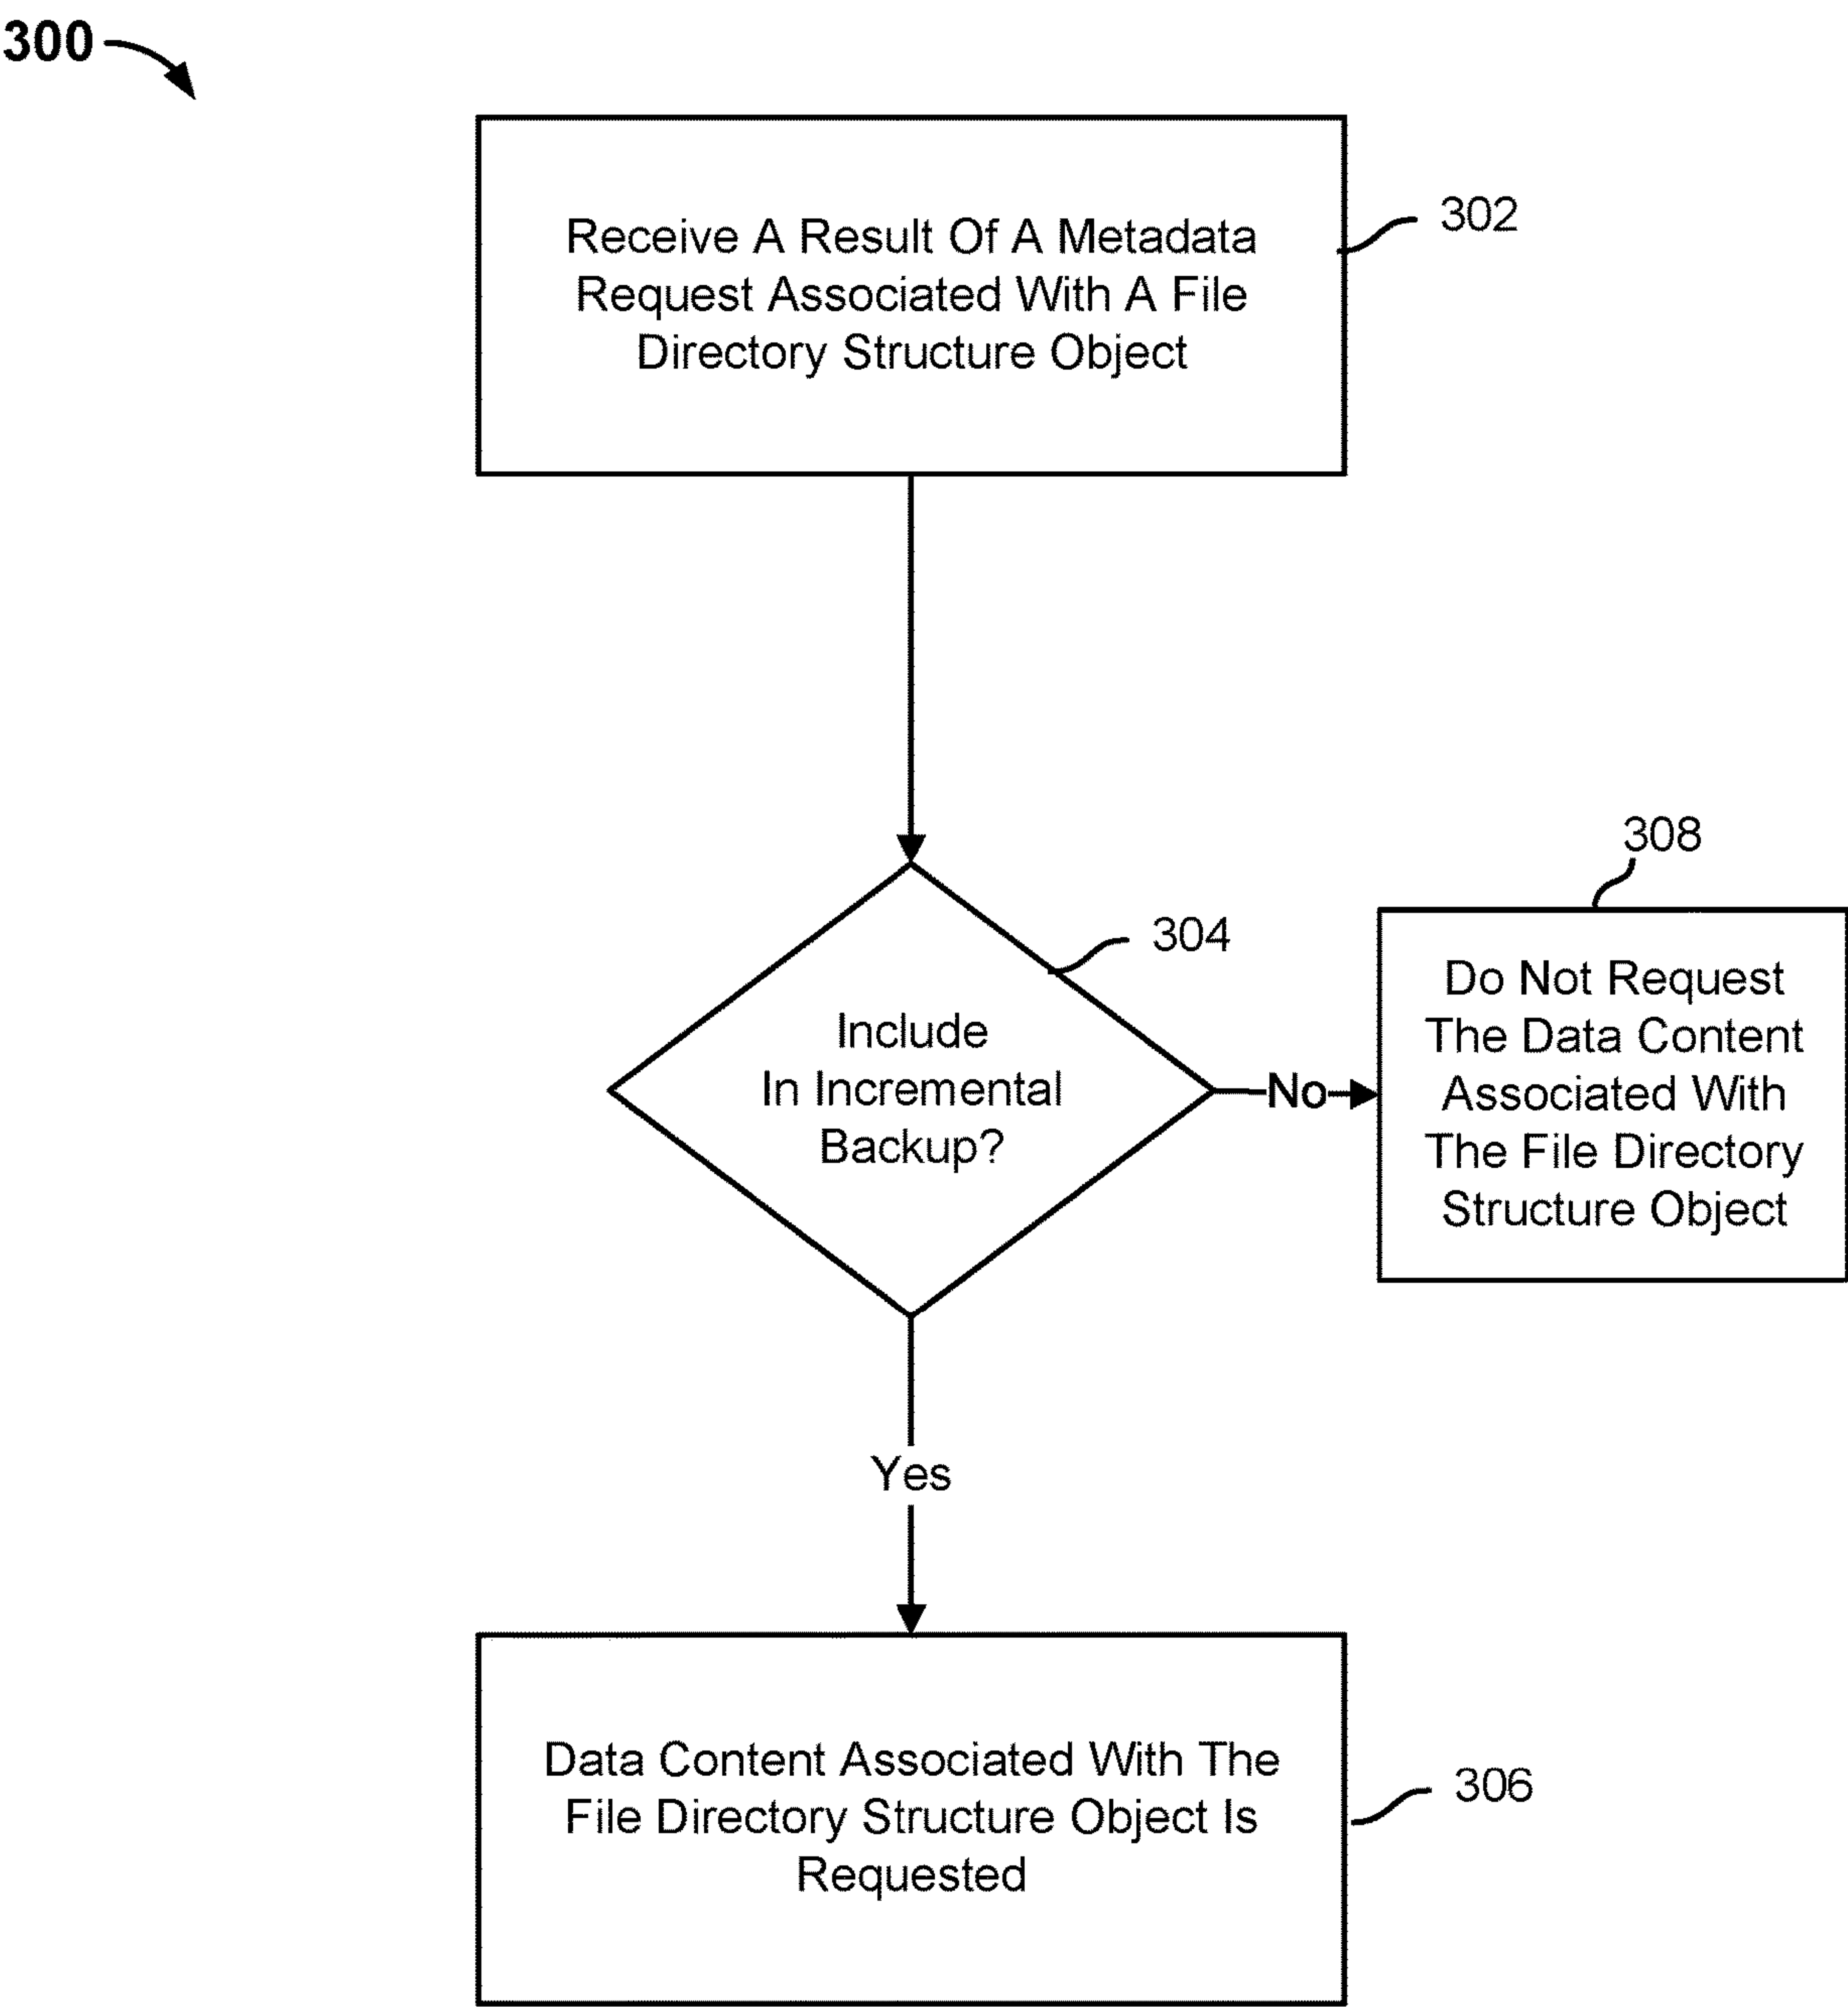 300
Receive A Result Of A Metadata
Request Associated With A File
Directory Structure Object
302
304
Include
In Incremental
Backup?
No
308
Do Not Request
The Data Content
Associated With
The File Directory
Structure Object
Yes
Data Content Associated With The
File Directory Structure Object Is
Requested
306